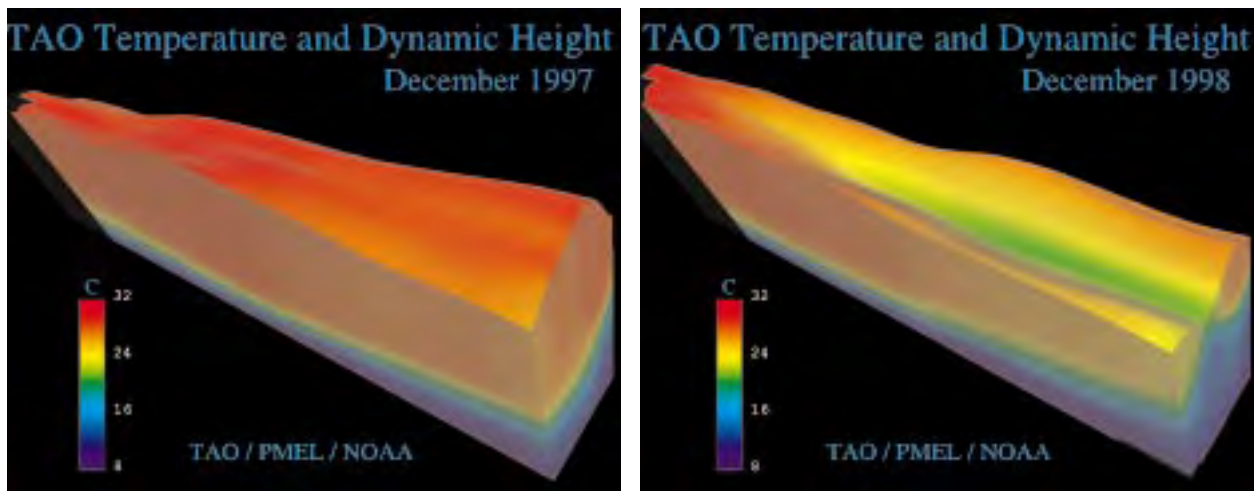 TAO Temperature and Dynamic Height
December 1997
C
32
24
16
8
TAO / PMEL / NOAA
TAO Temperature and Dynamic Height
December 1998
C
32
24
16
8
TAO / PMEL / NOAA